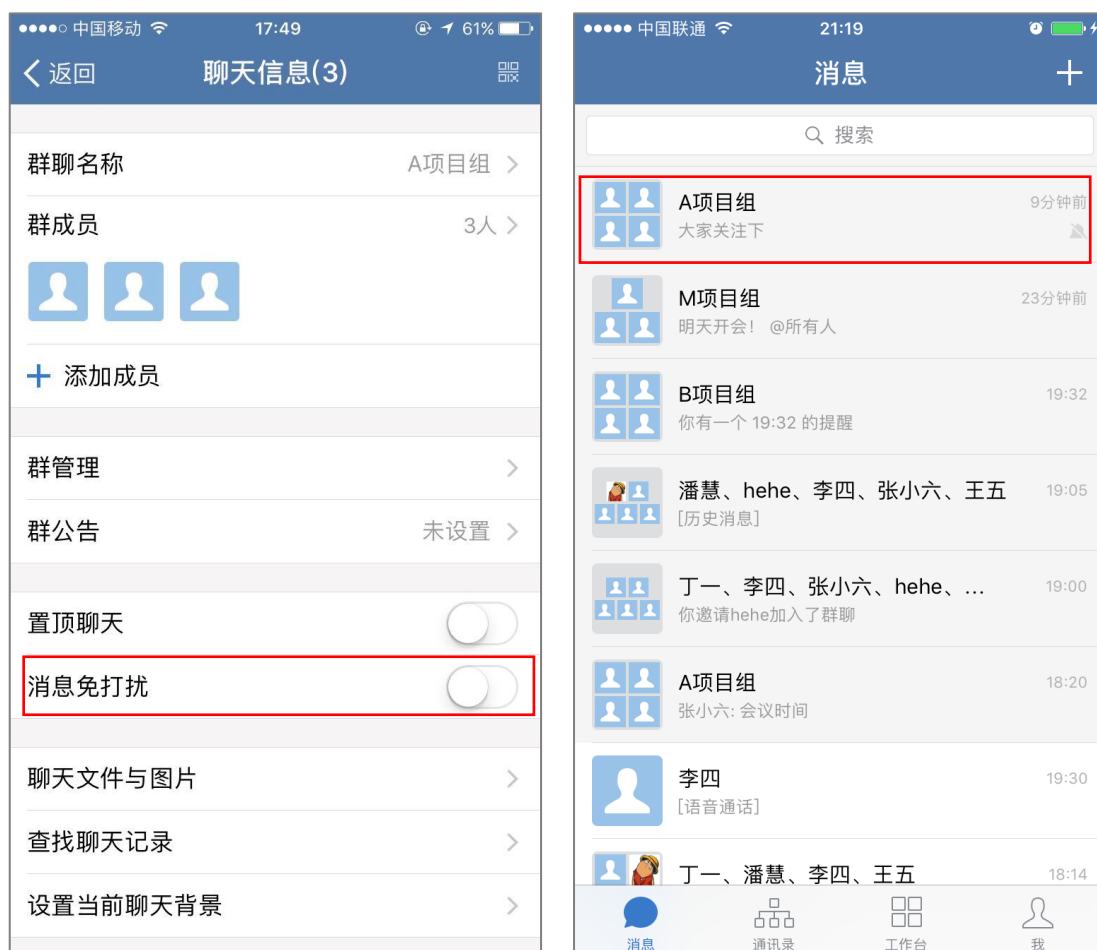 中国移动 17:49 61%
返回 聊天信息(3)
群聊名称 A项目组
群成员 3人
添加成员
群管理
群公告 未设置
置顶聊天
消息免打扰
聊天文件与图片
查找聊天记录
设置当前聊天背景
中国联通 21:19
消息
搜索
A项目组 9分钟前
大家关注下
M项目组 23分钟前
明天开会! @所有人
B项目组 19:32
你有一个 19:32 的提醒
潘慧、hehe、李四、张小六、王五 19:05
[历史消息]
丁一、李四、张小六、hehe、... 19:00
你邀请hehe加入了群聊
A项目组 18:20
张小六: 会议时间
李四 19:30
[语音通话]
丁一、潘慧、李四、王五 18:14
消息 通讯录 工作台 我